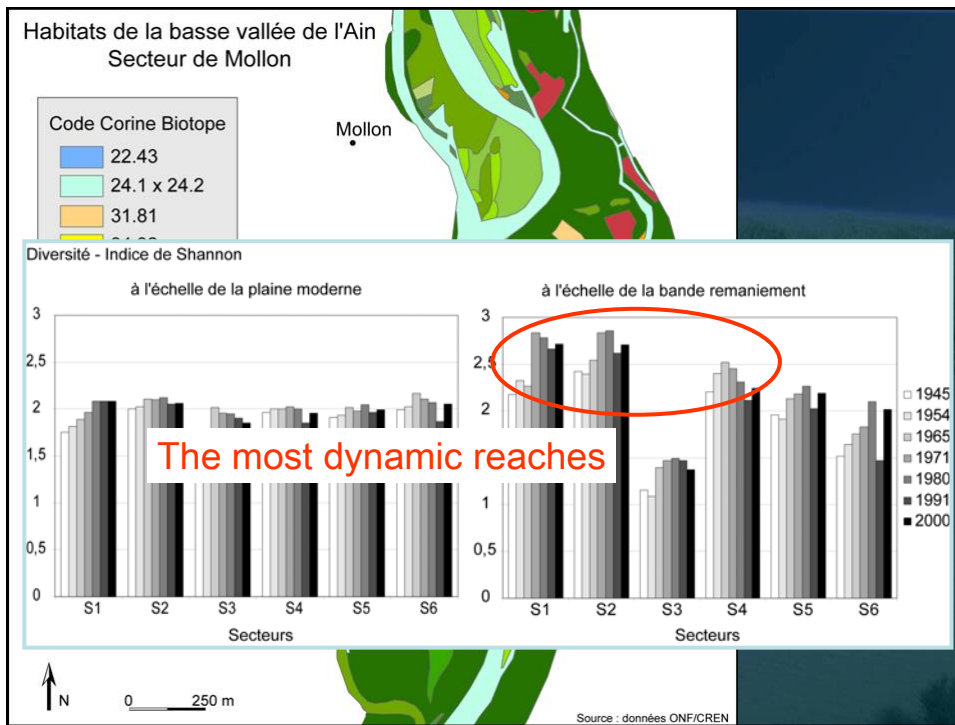 Habitats de la basse vallée de l'Ain
Secteur de Mollon
Code Corine Biotope
22.43
24.1 x 24.2
31.81
Mollon
Diversité - Indice de Shannon
à l'échelle de la plaine moderne
3
2,5
2
1,5
1
0,5
0
S1 S2 S3 S4 S5 S6
Secteurs
à l'échelle de la bande remaniement
3
2,5
2
1
0,5
0
S1 S2 S3 S4 S5 S6
Secteurs
1945
1954
1965
1971
1980
1991
2000
The most dynamic reaches
N
0 250 m
Source : données ONF/CREN